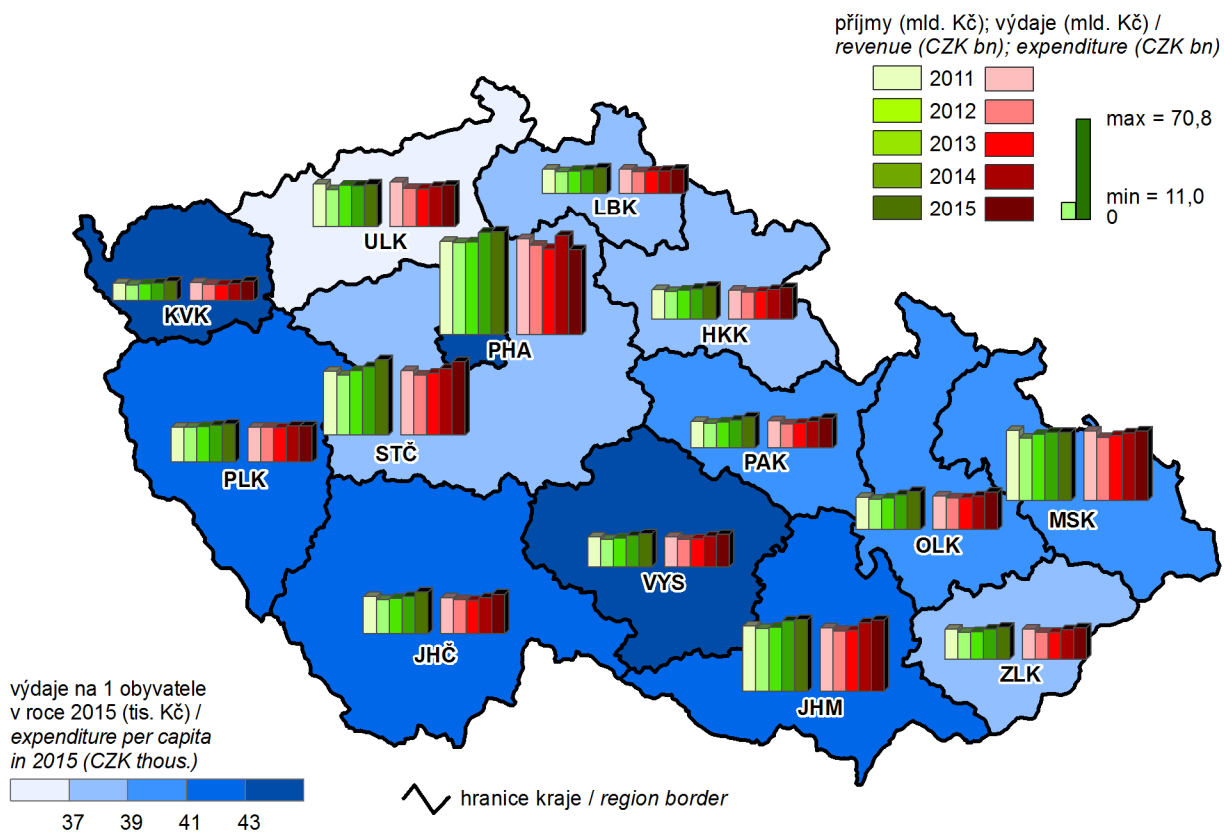 příjmy (mld. Kč); výdaje (mld. Kč) /
revenue (CZK bn); expenditure (CZK bn)
2011
2012
2013
2014
2015
max = 70,8
min = 11,0
0
LBK
ULK
KVK
PHA
HKK
STČ
PLK
PAK
MSK
OLK
VYS
JHČ
ZLK
JHM
výdaje na 1 obyvatele
v roce 2015 (tis. Kč) /
expenditure per capita
in 2015 (CZK thous.)
37 39 41 43
hranice kraje / region border